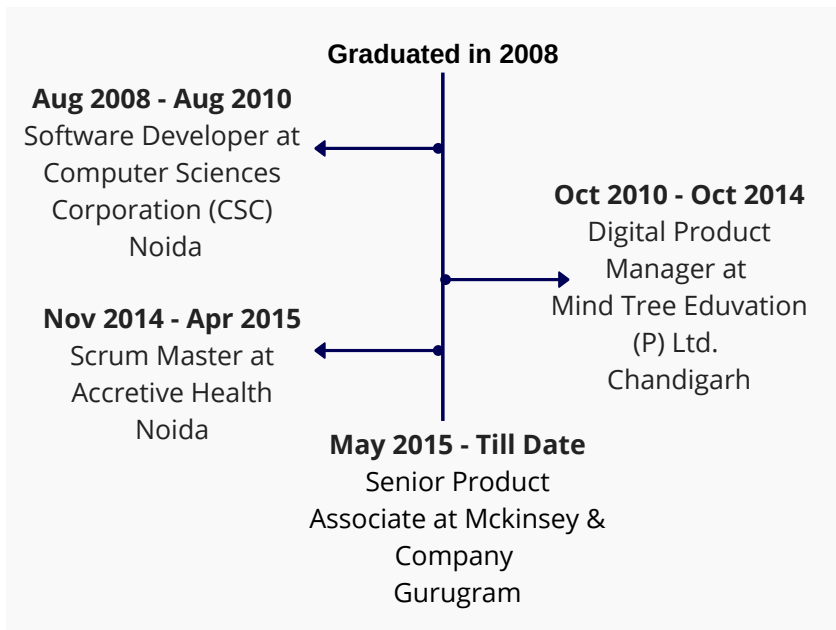 Graduated in 2008
Aug 2008 - Aug 2010
Software Developer at
Computer Sciences
Corporation (CSC)
Noida
Oct 2010 - Oct 2014
Digital Product
Manager at
Mind Tree Eduvation
(P) Ltd.
Chandigarh
Nov 2014 - Apr 2015
Scrum Master at
Accretive Health
Noida
May 2015 - Till Date
Senior Product
Associate at Mckinsey &
Company
Gurugram